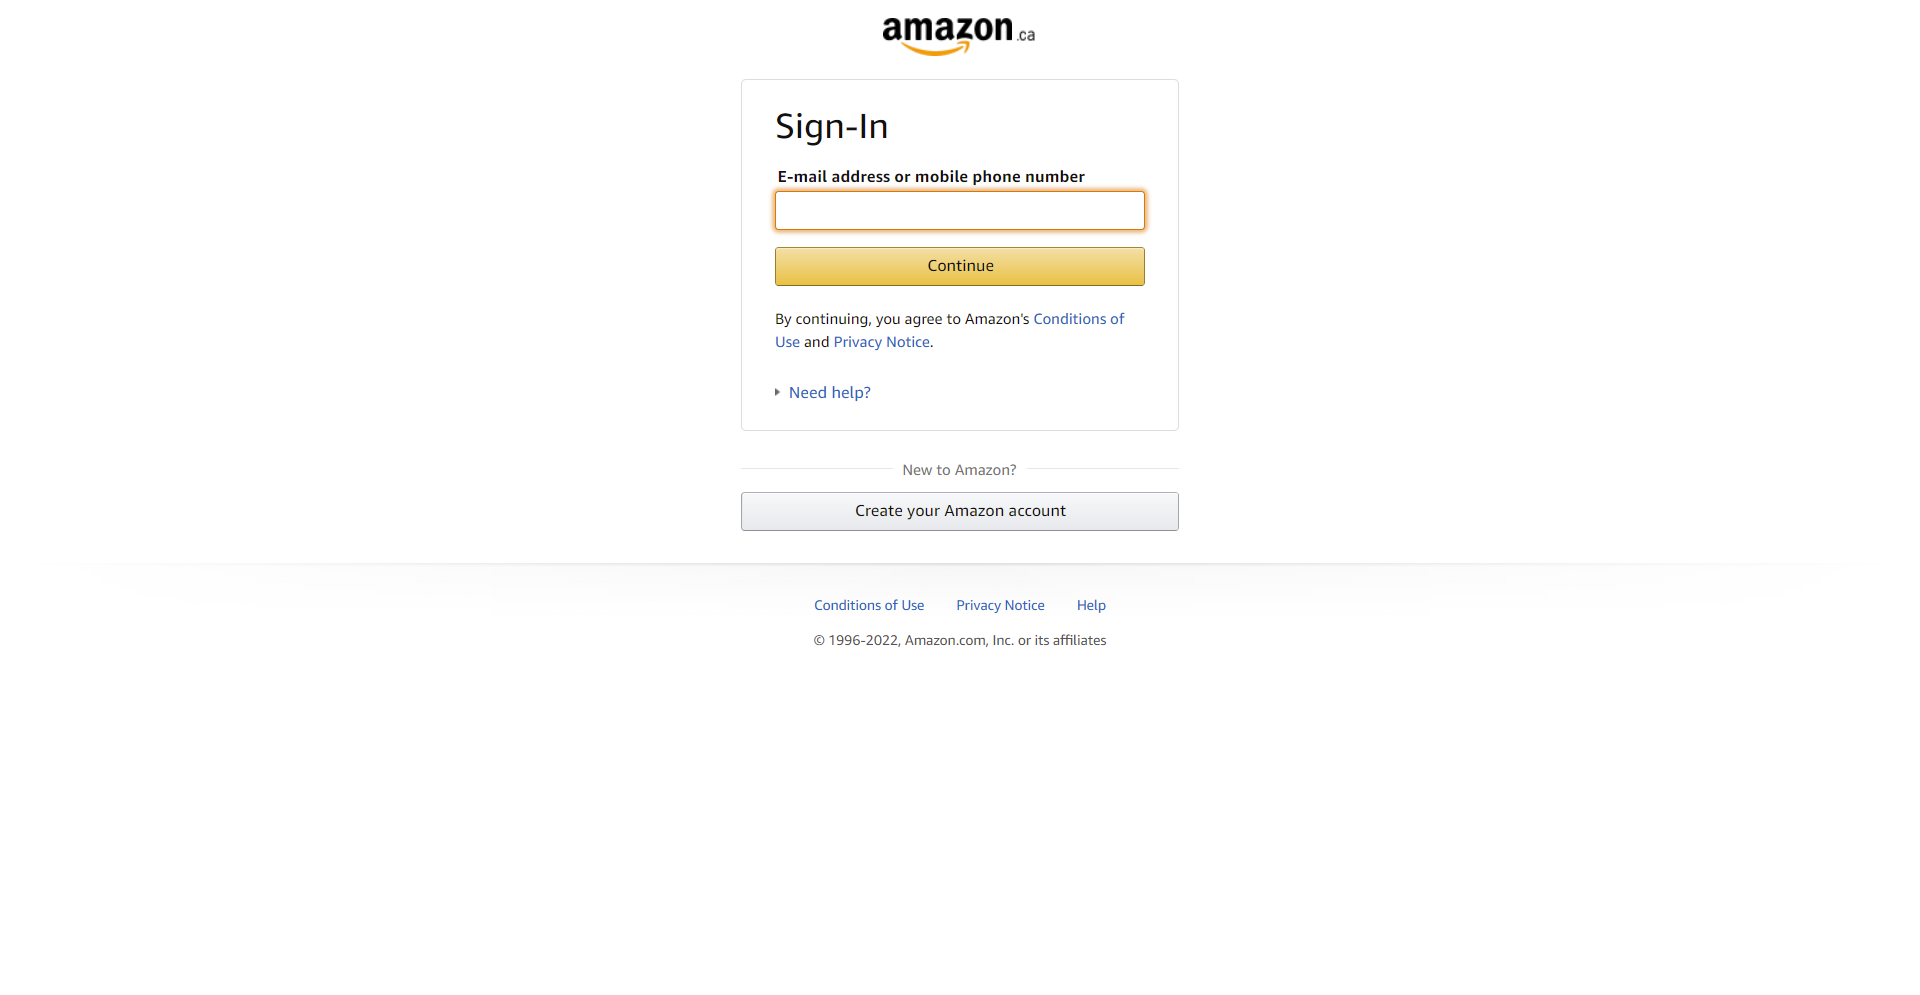 amazon.ca
Sign-In
E-mail address or mobile phone number
Continue
By continuing, you agree to Amazon's Conditions of
Use and Privacy Notice.
Need help?
New to Amazon?
Create your Amazon account
Conditions of Use Privacy Notice Help
© 1996-2022, Amazon.com, Inc. or its affiliates